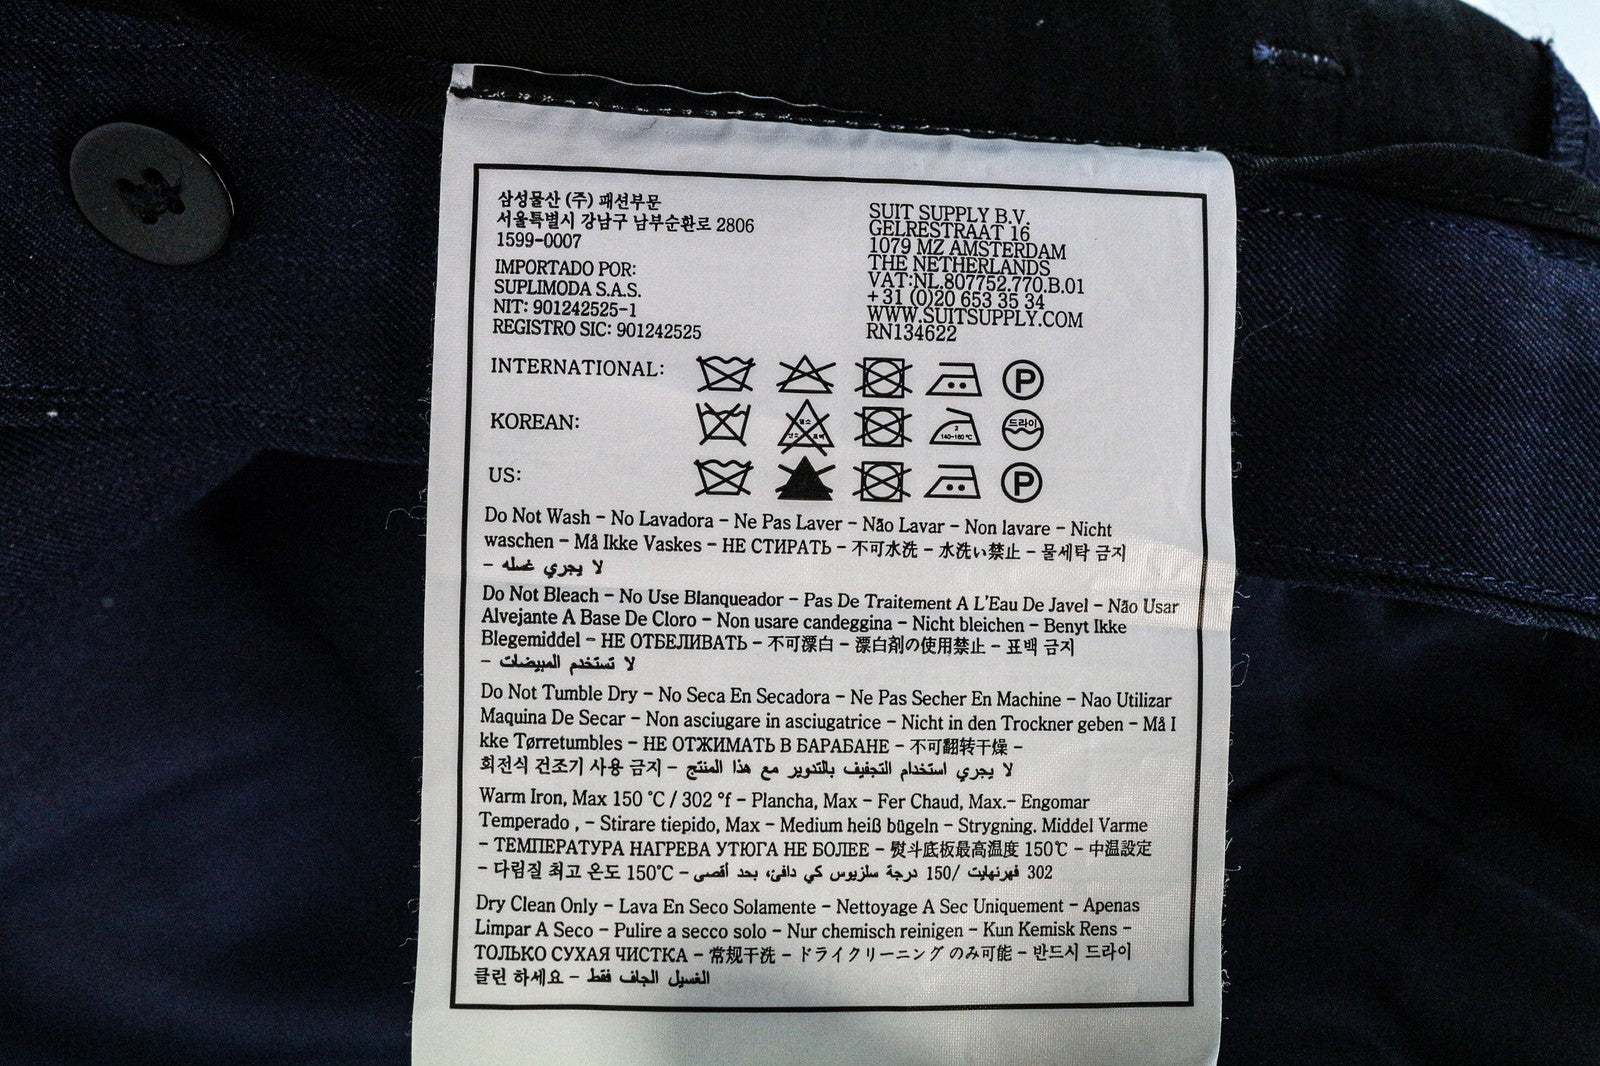 삼성물산 (주) 패션부문
서울특별시 강남구 남부순환로 2806
1599-0007
IMPORTADO POR:
SUPLIMODA S.A.S.
NIT: 901242525-1
REGISTRO SIC: 901242525
SUIT SUPPLY B.V.
GELRESTRAAT 16
1079 MZ AMSTERDAM
THE NETHERLANDS
VAT:NL.807752.770.B.01
+31 (0)20 653 35 34
WWW.SUITSUPPLY.COM
RN134622
INTERNATIONAL:
P
KOREAN:
염소
산소 표백
2
140~160℃
드라이
US:
P
Do Not Wash - No Lavadora - Ne Pas Laver - Não Lavar - Non lavare - Nicht
waschen - Må Ikke Vaskes - НЕ СТИРАТЬ - 不可水洗 - 水洗い禁止 - 물세탁 금지
- لا يجري غسله
Do Not Bleach - No Use Blanqueador - Pas De Traitement A L'Eau De Javel - Não Usar
Alvejante A Base De Cloro - Non usare candeggina - Nicht bleichen - Benyt Ikke
Blegemiddel - НЕ ОТБЕЛИВАТЬ - 不可漂白 - 漂白剤の使用禁止 - 표백 금지
- لا تستخدم المبيضات
Do Not Tumble Dry - No Seca En Secadora - Ne Pas Secher En Machine - Nao Utilizar
Maquina De Secar - Non asciugare in asciugatrice - Nicht in den Trockner geben - Må I
kke Tørretumbles - НЕ ОТЖИМАТЬ В БАРАБАНЕ - 不可翻转干燥 -
회전식 건조기 사용 금지 - لا يجري استخدام التجفيف بالتدوير مع هذا المنتج
Warm Iron, Max 150 °C / 302 °f - Plancha, Max - Fer Chaud, Max.- Engomar
Temperado , - Stirare tiepido, Max - Medium heiß bügeln - Strygning. Middel Varme
- ТЕМПЕРАТУРА НАГРЕВА УТЮГА НЕ БОЛЕЕ - 熨斗底板最高温度 150℃ - 中温設定
- 다림질 최고 온도 150℃ - 302 فهرنهايت /150 درجة سلزيوس كي دافئ، بحد أقصى
Dry Clean Only - Lava En Seco Solamente - Nettoyage A Sec Uniquement - Apenas
Limpar A Seco - Pulire a secco solo - Nur chemisch reinigen - Kun Kemisk Rens -
ТОЛЬКО СУХАЯ ЧИСТКА - 常规干洗 - ドライクリーニング のみ可能 - 반드시 드라이
클린 하세요 - الغسيل الجاف فقط